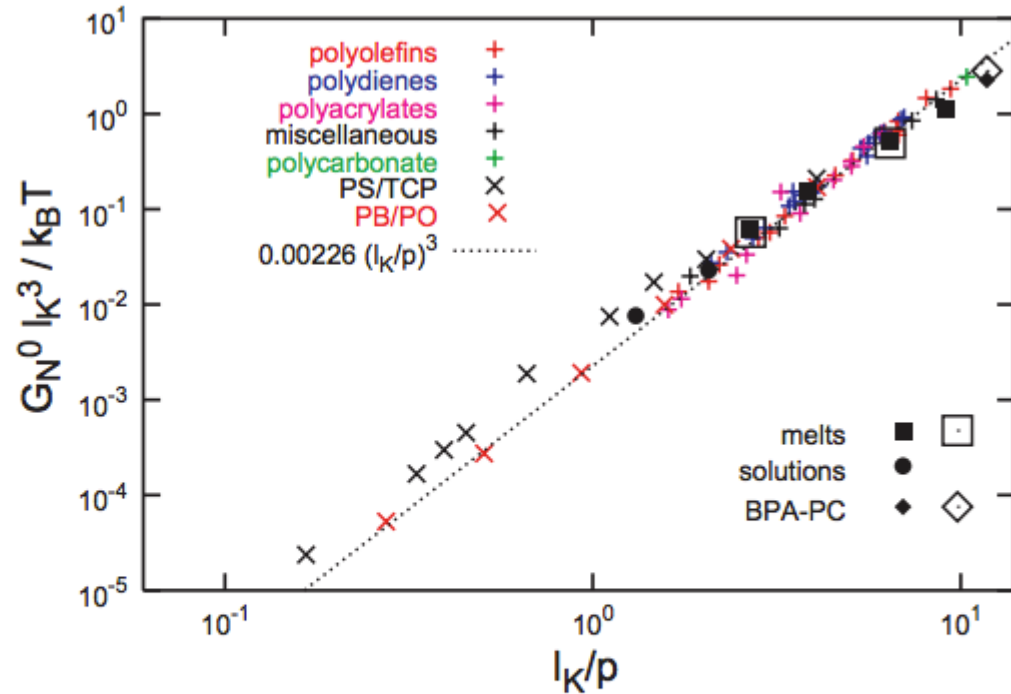 10^1
10^0
10^-1
10^-2
10^-3
10^-4
10^-5
G_N^0 l_K^3 / k_BT
polyolefins
polydienes
polyacrylates
miscellaneous
polycarbonate
PS/TCP
PB/PO
0.00226 (l_K/p)^3
melts
solutions
BPA-PC
10^-1
10^0
10^1
l_K/p